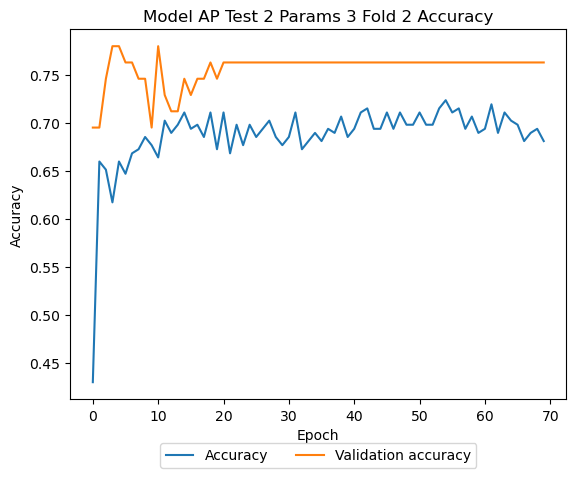 Model AP Test 2 Params 3 Fold 2 Accuracy
Accuracy
0.75
0.70
0.65
0.60
0.55
0.50
0.45
0 10 20 30 40 50 60 70
Epoch
Accuracy Validation accuracy